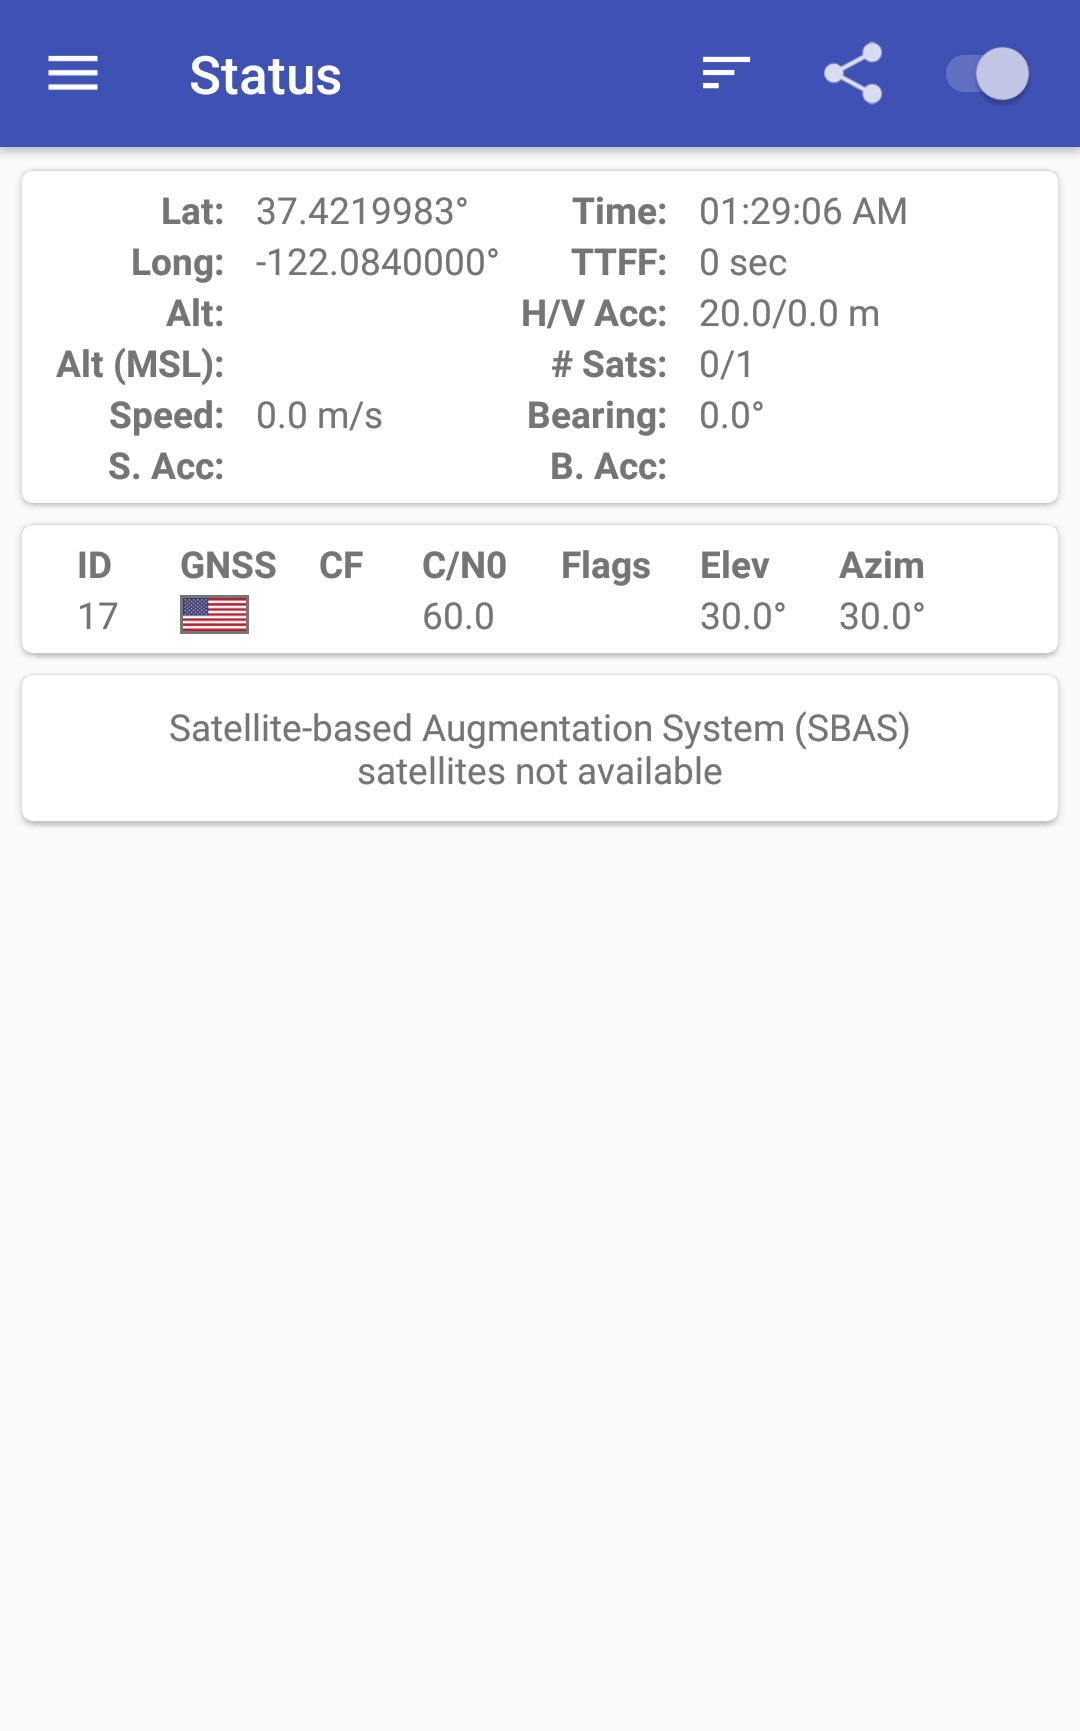 Status
Lat: 37.4219983° Time: 01:29:06 AM
Long: -122.0840000° TTFF: 0 sec
Alt: H/V Acc: 20.0/0.0 m
Alt (MSL): # Sats: 0/1
Speed: 0.0 m/s Bearing: 0.0°
S. Acc: B. Acc:
ID GNSS CF C/N0 Flags Elev Azim
17 60.0 30.0° 30.0°
Satellite-based Augmentation System (SBAS)
satellites not available